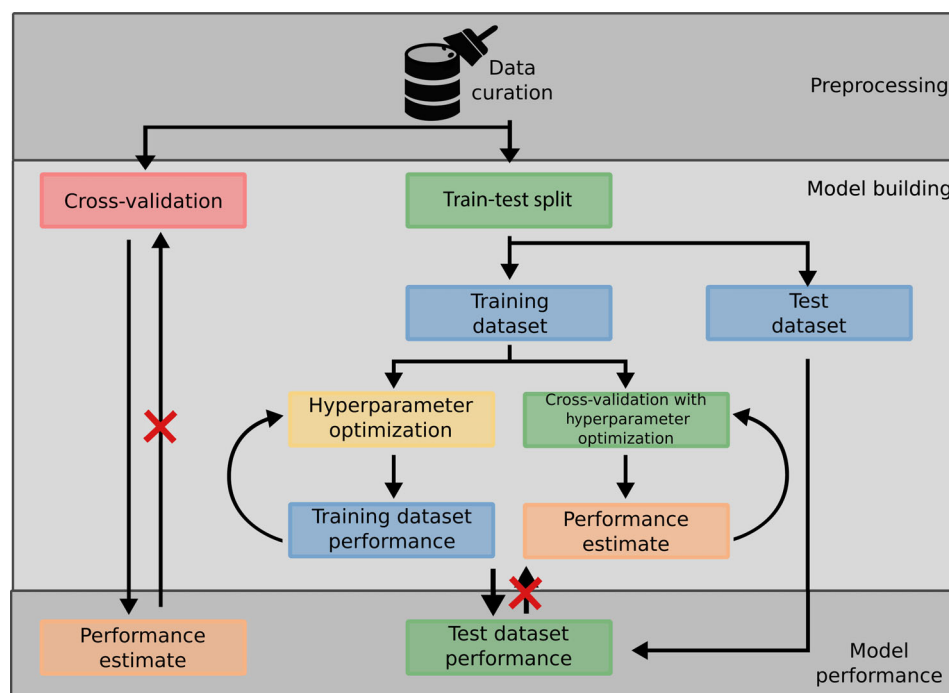 Data
curation
Preprocessing
Model building
Cross-validation
Train-test split
Training
dataset
Test
dataset
Hyperparameter
optimization
Cross-validation with
hyperparameter
optimization
Training dataset
performance
Performance
estimate
Performance
estimate
Test dataset
performance
Model
performance